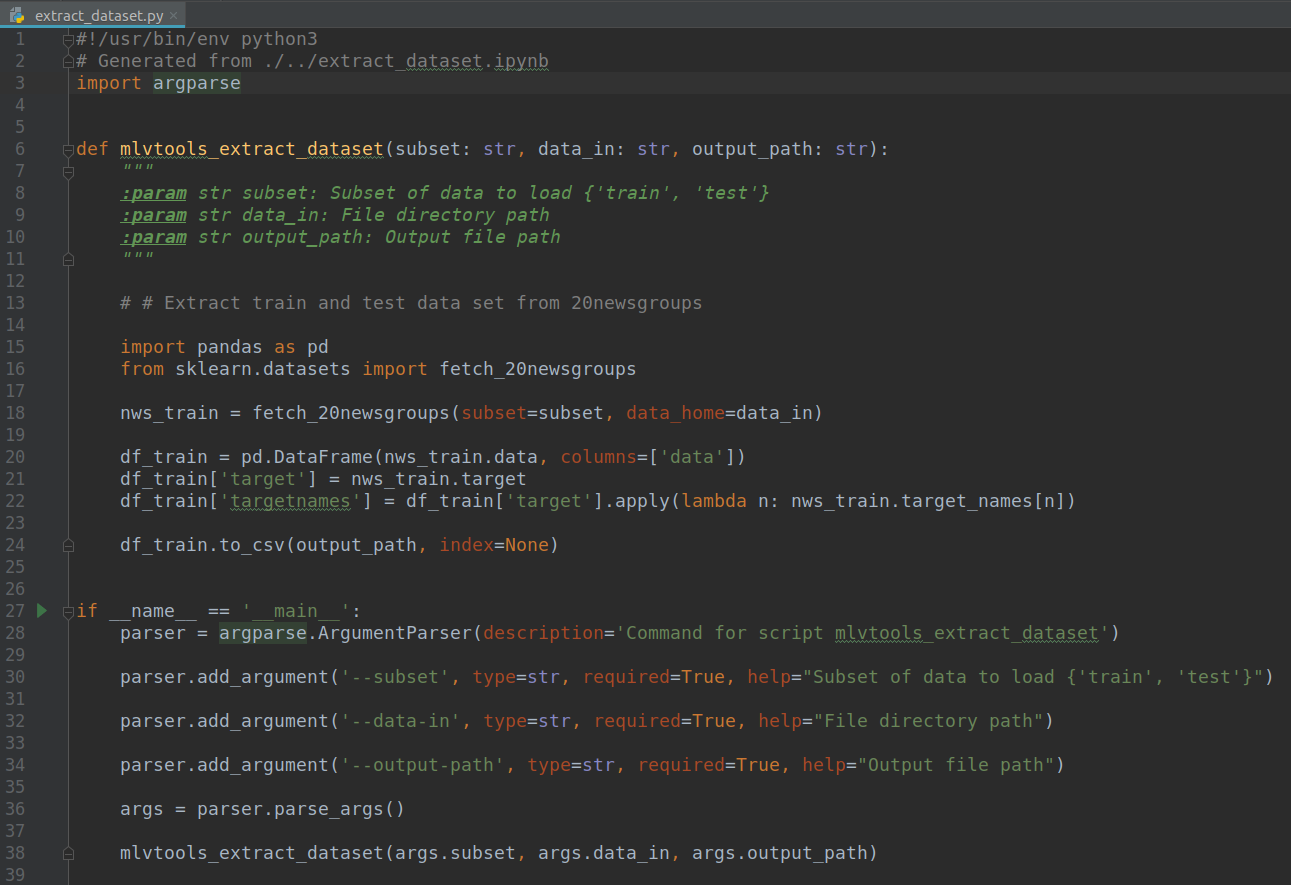 extract_dataset.py
1 #!/usr/bin/env python3
2 # Generated from ./../extract_dataset.ipynb
3 import argparse
4
5
6 def mlvtools_extract_dataset(subset: str, data_in: str, output_path: str):
7     """
8     :param str subset: Subset of data to load {'train', 'test'}
9     :param str data_in: File directory path
10     :param str output_path: Output file path
11     """
12
13     # # Extract train and test data set from 20newsgroups
14
15     import pandas as pd
16     from sklearn.datasets import fetch_20newsgroups
17
18     nws_train = fetch_20newsgroups(subset=subset, data_home=data_in)
19
20     df_train = pd.DataFrame(nws_train.data, columns=['data'])
21     df_train['target'] = nws_train.target
22     df_train['targetnames'] = df_train['target'].apply(lambda n: nws_train.target_names[n])
23
24     df_train.to_csv(output_path, index=None)
25
26
27 if __name__ == '__main__':
28     parser = argparse.ArgumentParser(description='Command for script mlvtools_extract_dataset')
29
30     parser.add_argument('--subset', type=str, required=True, help="Subset of data to load {'train', 'test'}")
31
32     parser.add_argument('--data-in', type=str, required=True, help="File directory path")
33
34     parser.add_argument('--output-path', type=str, required=True, help="Output file path")
35
36     args = parser.parse_args()
37
38     mlvtools_extract_dataset(args.subset, args.data_in, args.output_path)
39